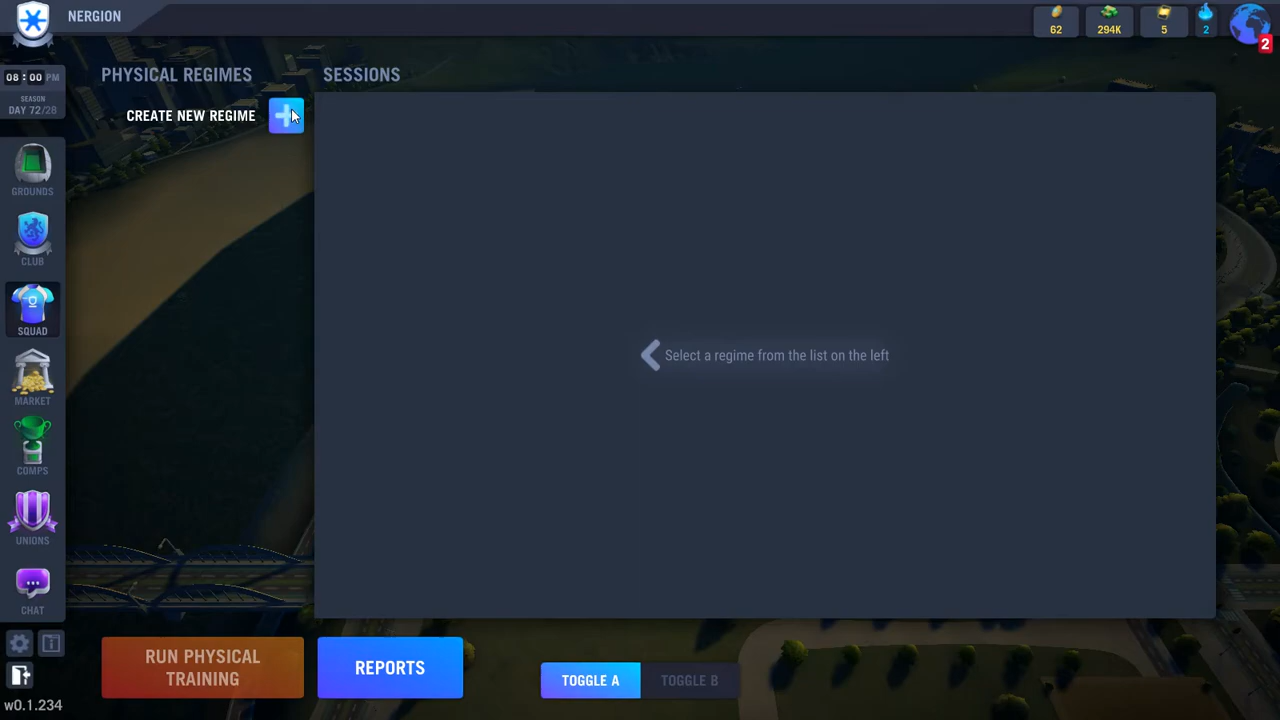 NERGION
62
294K
5
2
2
08 : 00 PM
SEASON
DAY 72/28
PHYSICAL REGIMES
SESSIONS
CREATE NEW REGIME
GROUNDS
CLUB
SQUAD
MARKET
COMPS
UNIONS
CHAT
Select a regime from the list on the left
RUN PHYSICAL
TRAINING
REPORTS
TOGGLE A
TOGGLE B
w0.1.234